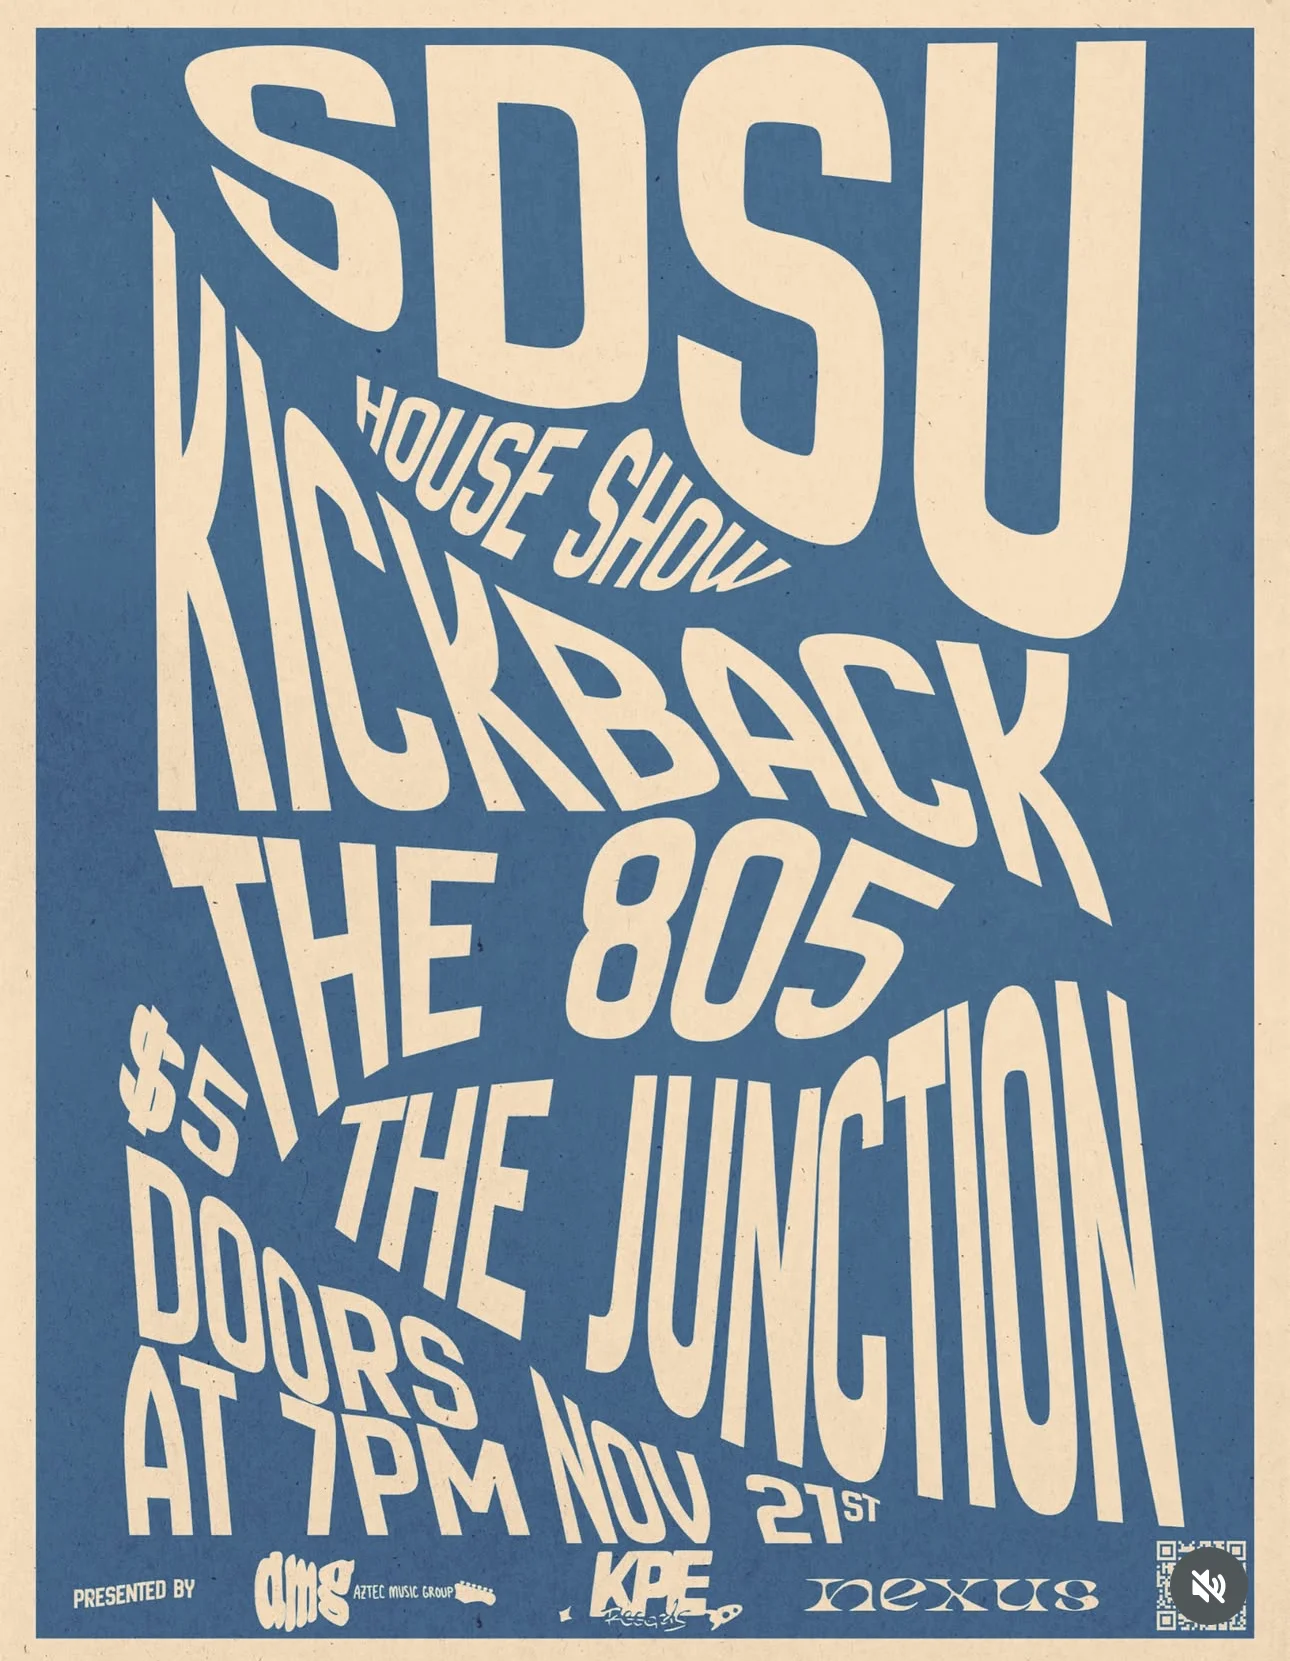 SDSU
HOUSE SHOW
KICKBACK
THE 805
$5
THE JUNCTION
DOORS
AT 7PM
NOV 21ST
PRESENTED BY
amg AZTEC MUSIC GROUP
KPE
Records
nexus